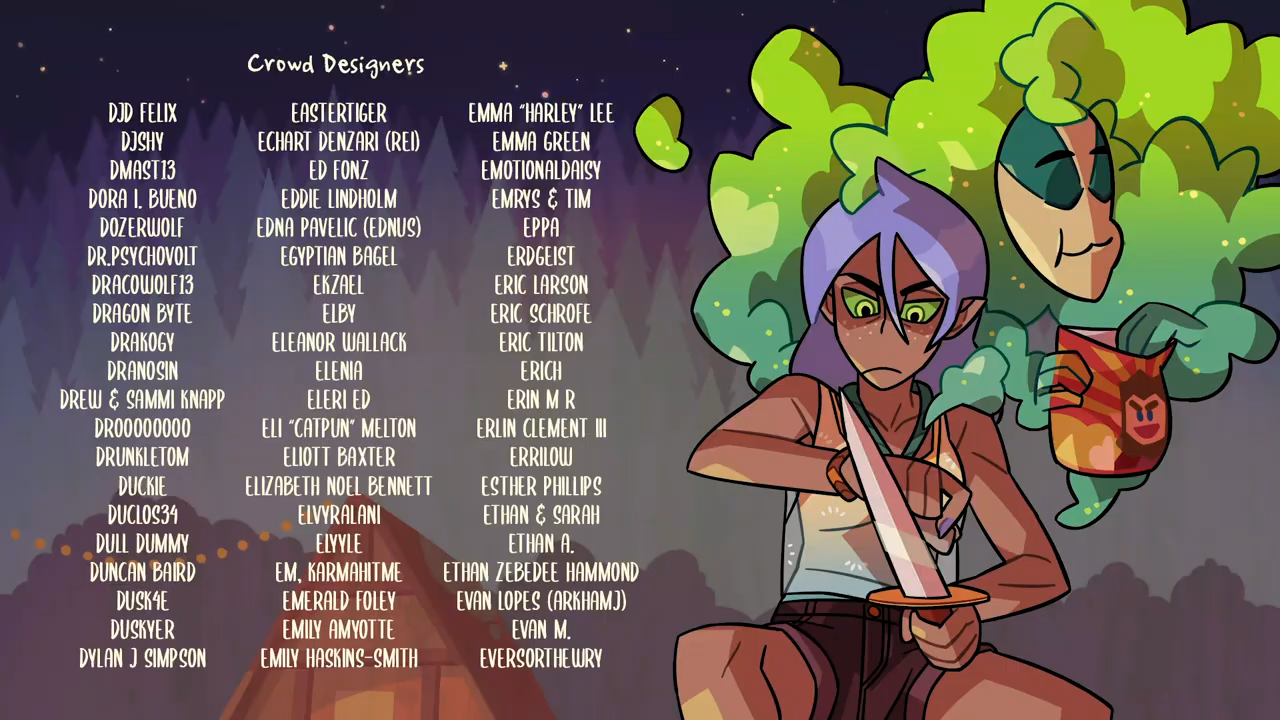 Crowd Designers
DJD FELIX
DJSHY
DMAST13
DORA I. BUENO
DOZERWOLF
DR.PSYCHOVOLT
DRACOWOLF13
DRAGON BYTE
DRAKOGY
DRANOSIN
DREW & SAMMI KNAPP
DROOOOOOOO
DRUNKLETOM
DUCKIE
DUCLOS34
DULL DUMMY
DUNCAN BAIRD
DUSK4E
DUSKYER
DYLAN J SIMPSON
EASTERTIGER
ECHART DENZARI (REI)
ED FONZ
EDDIE LINDHOLM
EDNA PAVELIC (EDNUS)
EGYPTIAN BAGEL
EKZAEL
ELBY
ELEANOR WALLACK
ELENIA
ELERI ED
ELI "CATPUN" MELTON
ELIOTT BAXTER
ELIZABETH NOEL BENNETT
ELVYRALANI
ELYYLE
EM, KARMAHITME
EMERALD FOLEY
EMILY AMYOTTE
EMILY HASKINS-SMITH
EMMA "HARLEY" LEE
EMMA GREEN
EMOTIONALDAISY
EMRYS & TIM
EPPA
ERDGEIST
ERIC LARSON
ERIC SCHROFE
ERIC TILTON
ERICH
ERIN M R
ERLIN CLEMENT III
ERRILOW
ESTHER PHILLIPS
ETHAN & SARAH
ETHAN A.
ETHAN ZEBEDEE HAMMOND
EVAN LOPES (ARKHAMJ)
EVAN M.
EVERSORTHEWRY